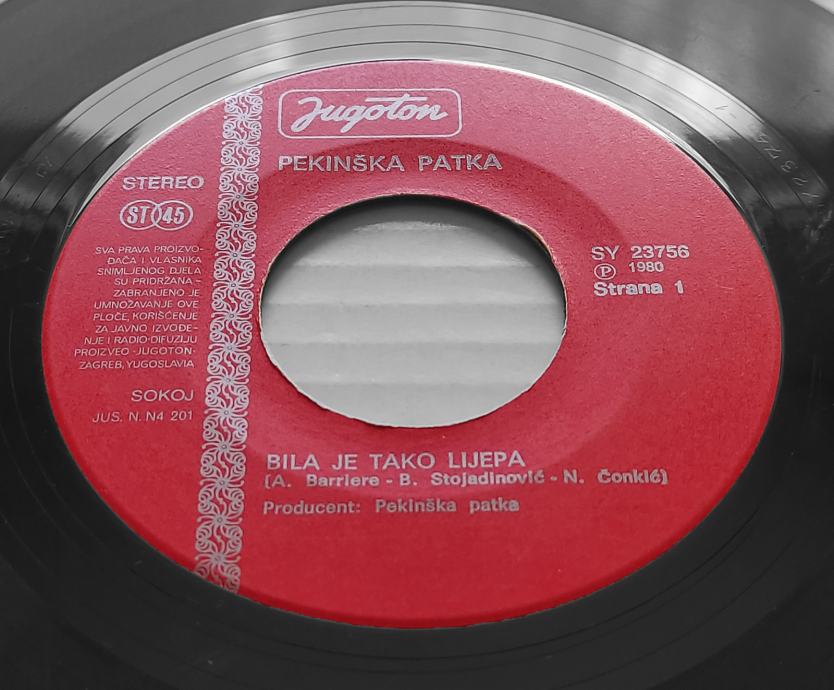 Jugoton
PEKINŠKA PATKA
STEREO
ST 45
SVA PRAVA PROIZVO-
ĐAČA I VLASNIKA
SNIMLJENOG DJELA
SU PRIDRŽANA -
ZABRANJENO JE
UMNOŽAVANJE OVE
PLOČE, KORIŠĆENJE
ZA JAVNO IZVOĐE-
NJE I RADIO-DIFUZIJU
PROIZVEO -JUGOTON-
ZAGREB, YUGOSLAVIA
SOKOJ
JUS. N. N4 201
SY 23756
Ⓟ 1980
Strana 1
BILA JE TAKO LIJEPA
(A. Barriere - B. Stojadinović - N. Čonkić)
Producent: Pekinška patka